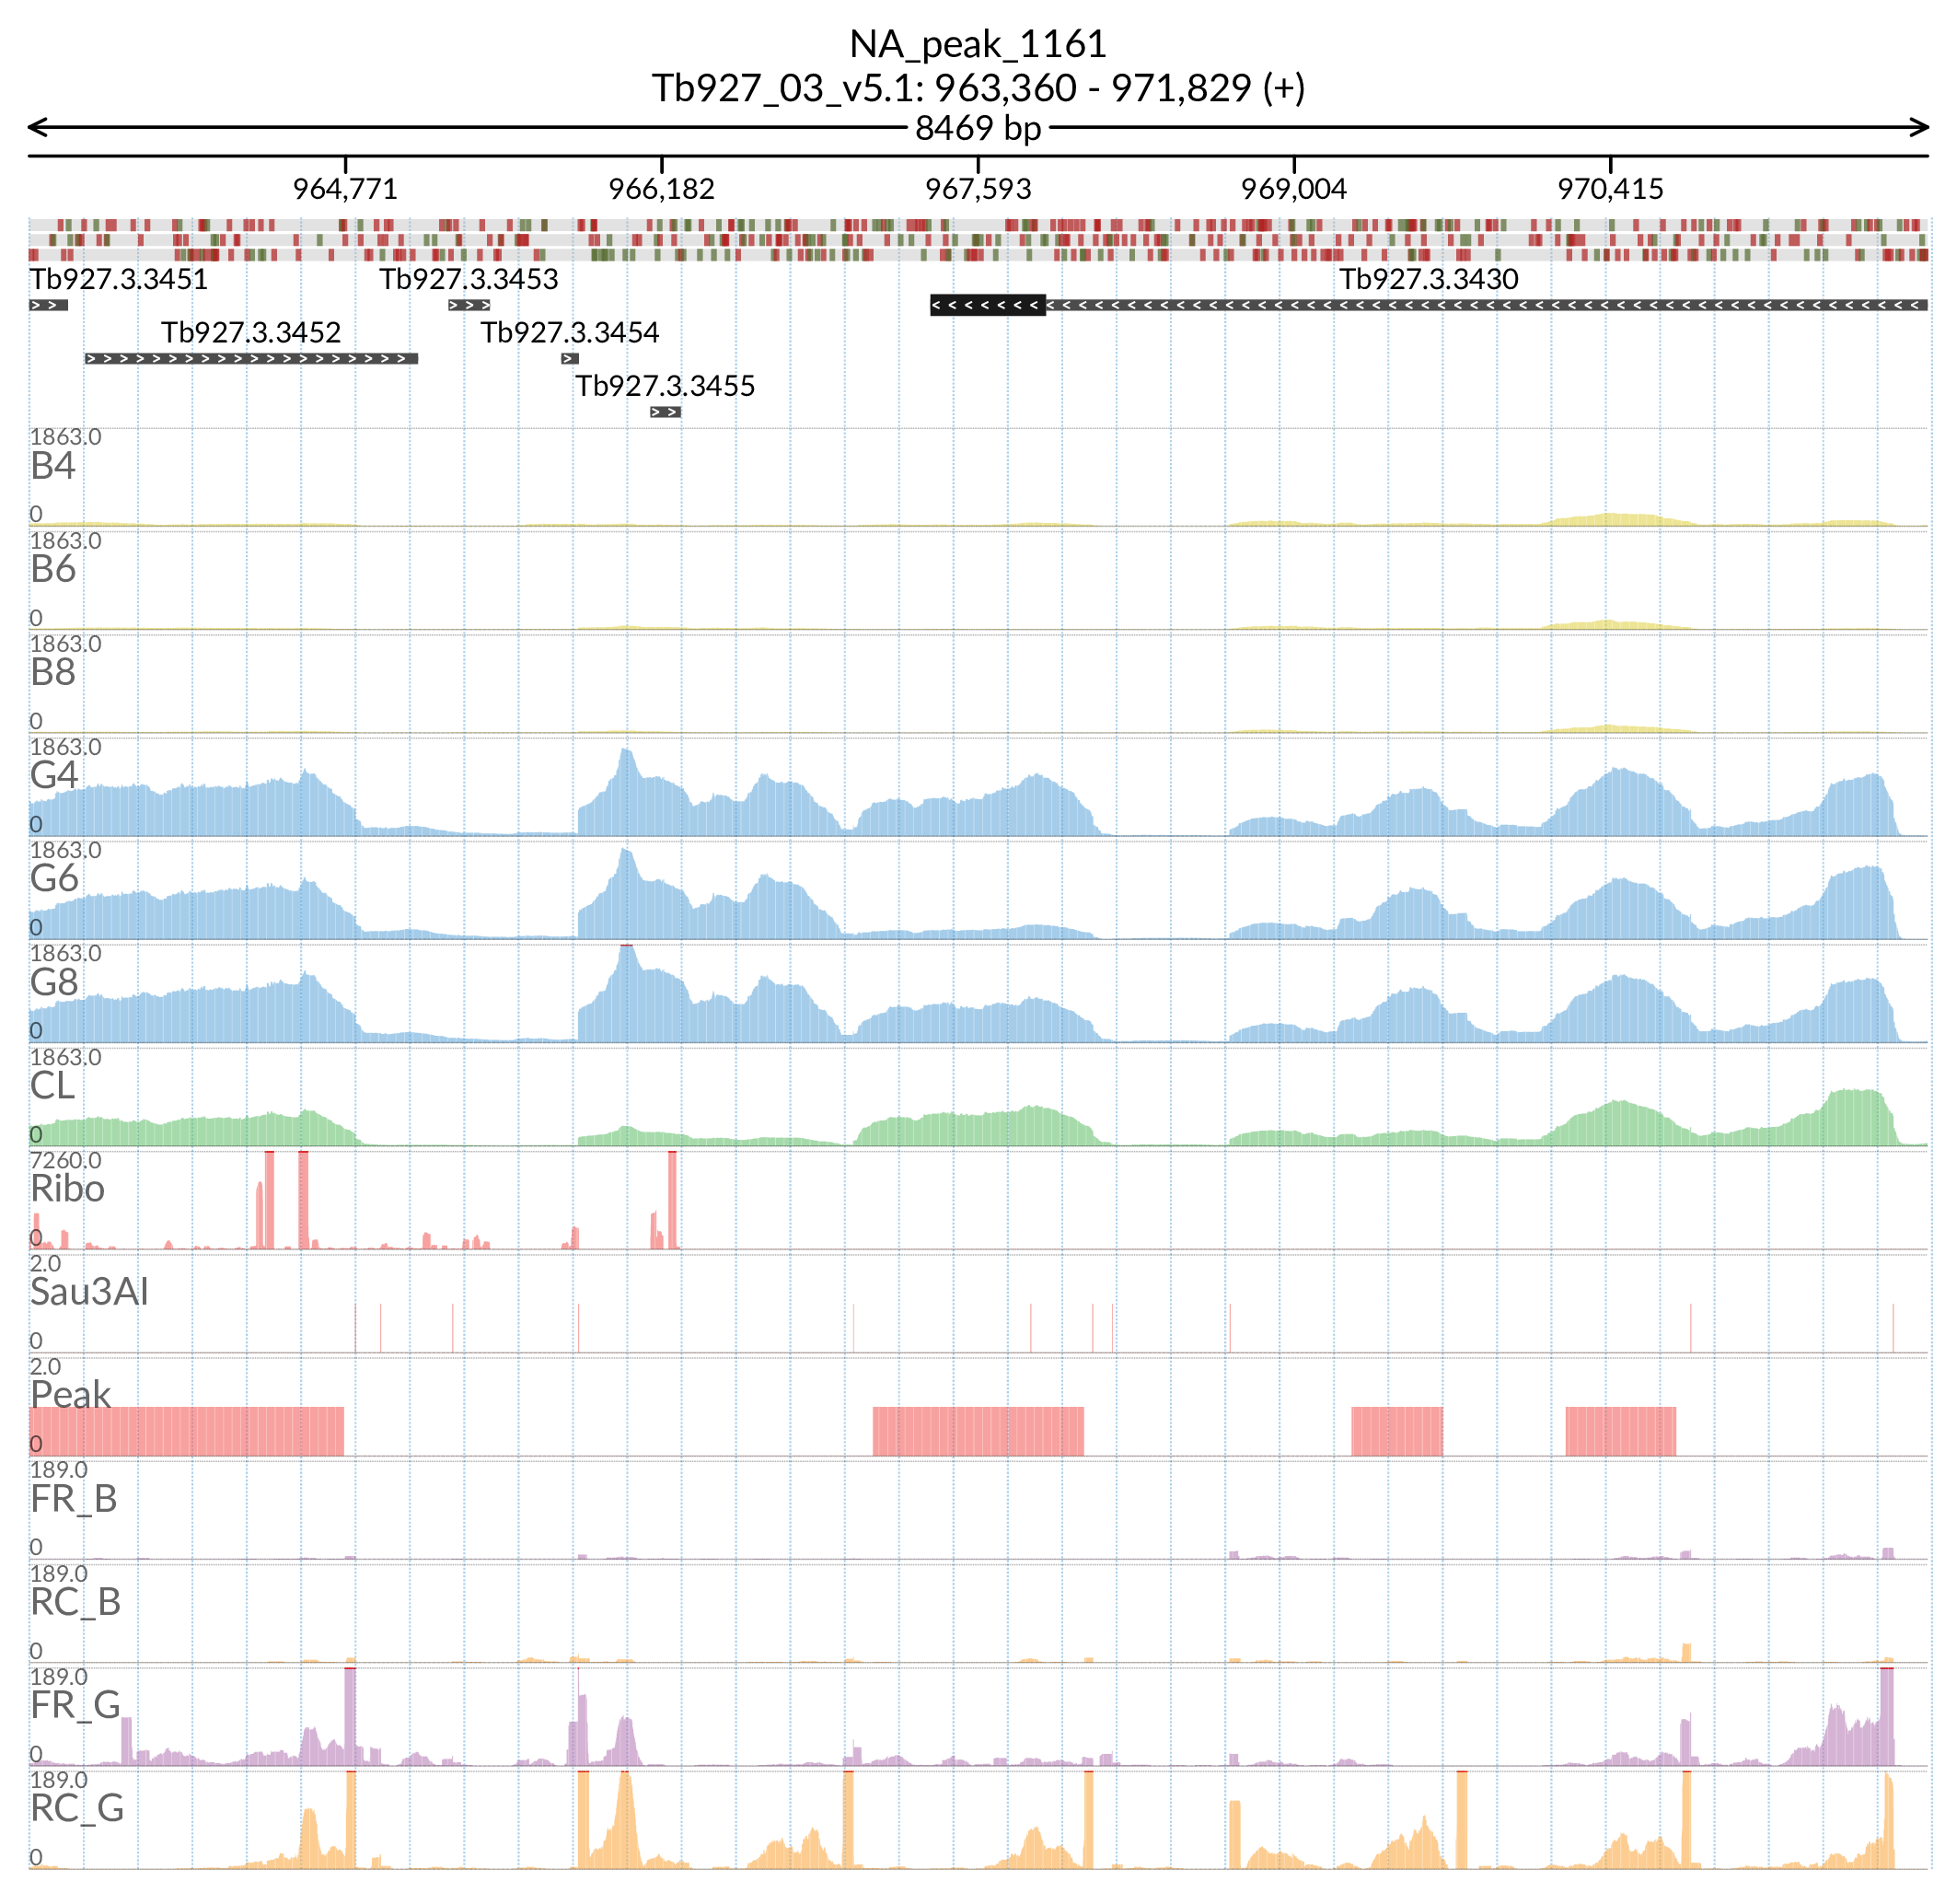 NA_peak_1161
Tb927_03_v5.1: 963,360 - 971,829 (+)
8469 bp
964,771 966,182 967,593 969,004 970,415
Tb927.3.3451 Tb927.3.3453 Tb927.3.3430
Tb927.3.3452 Tb927.3.3454
Tb927.3.3455
1863.0
B4
0
1863.0
B6
0
1863.0
B8
0
1863.0
G4
0
1863.0
G6
0
1863.0
G8
0
1863.0
CL
0
7260.0
Ribo
0
2.0
Sau3AI
0
2.0
Peak
0
189.0
FR_B
0
189.0
RC_B
0
189.0
FR_G
0
189.0
RC_G
0